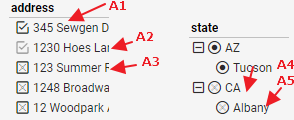 address
A1
345 Sewgen D
1230 Hoes Lan
A2
123 Summer F
A3
1248 Broadwa
12 Woodpark A
state
AZ
Tucson
A4
CA
A5
Albany